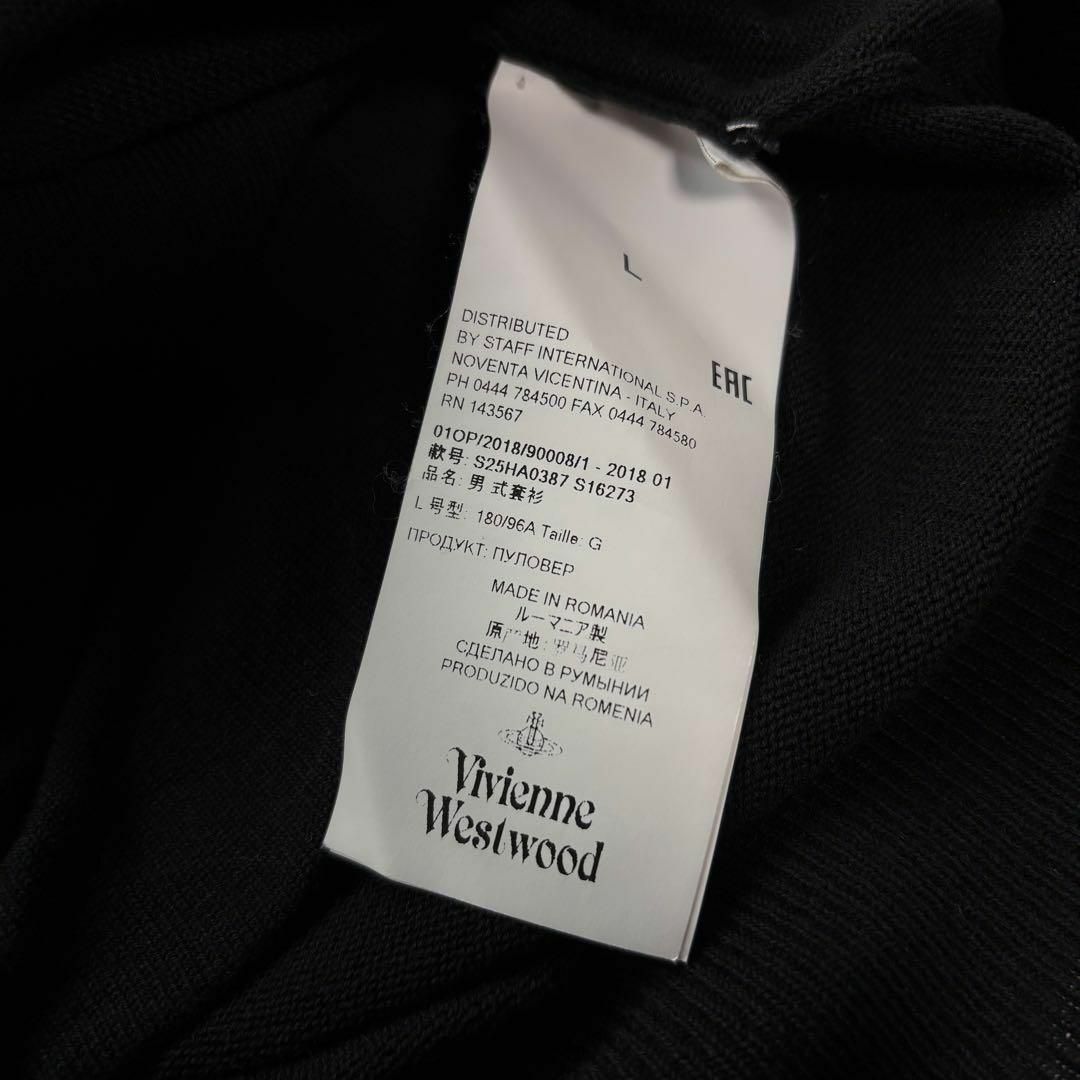 L
DISTRIBUTED
BY STAFF INTERNATIONAL S.P.A.
NOVENTA VICENTINA - ITALY
PH 0444 784500 FAX 0444 784580
RN 143567
EAC
01OP/2018/90008/1 - 2018 01
款号: S25HA0387 S16273
品名: 男 式套衫
L 号型: 180/96A Taille: G
ПРОДУКТ: ПУЛОВЕР
MADE IN ROMANIA
ルーマニア製
СДЕЛАНО В РУМЫНИИ
PRODUZIDO NA ROMENIA
Vivienne
Westwood